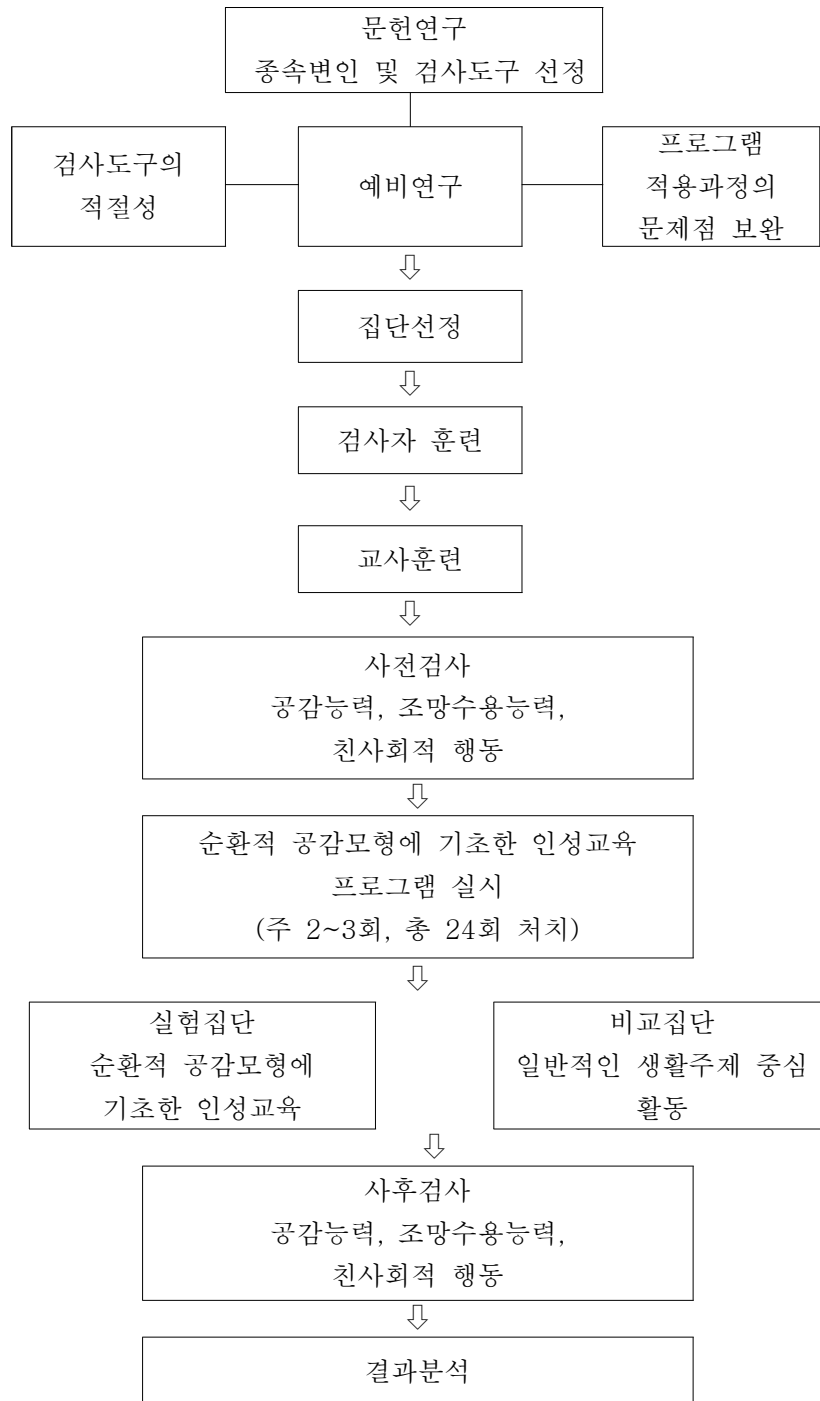 문헌연구
종속변인 및 검사도구 선정
검사도구의
적절성
예비연구
프로그램
적용과정의
문제점 보완
집단선정
검사자 훈련
교사훈련
사전검사
공감능력, 조망수용능력,
친사회적 행동
순환적 공감모형에 기초한 인성교육
프로그램 실시
(주 2~3회, 총 24회 처치)
실험집단
순환적 공감모형에
기초한 인성교육
비교집단
일반적인 생활주제 중심
활동
사후검사
공감능력, 조망수용능력,
친사회적 행동
결과분석